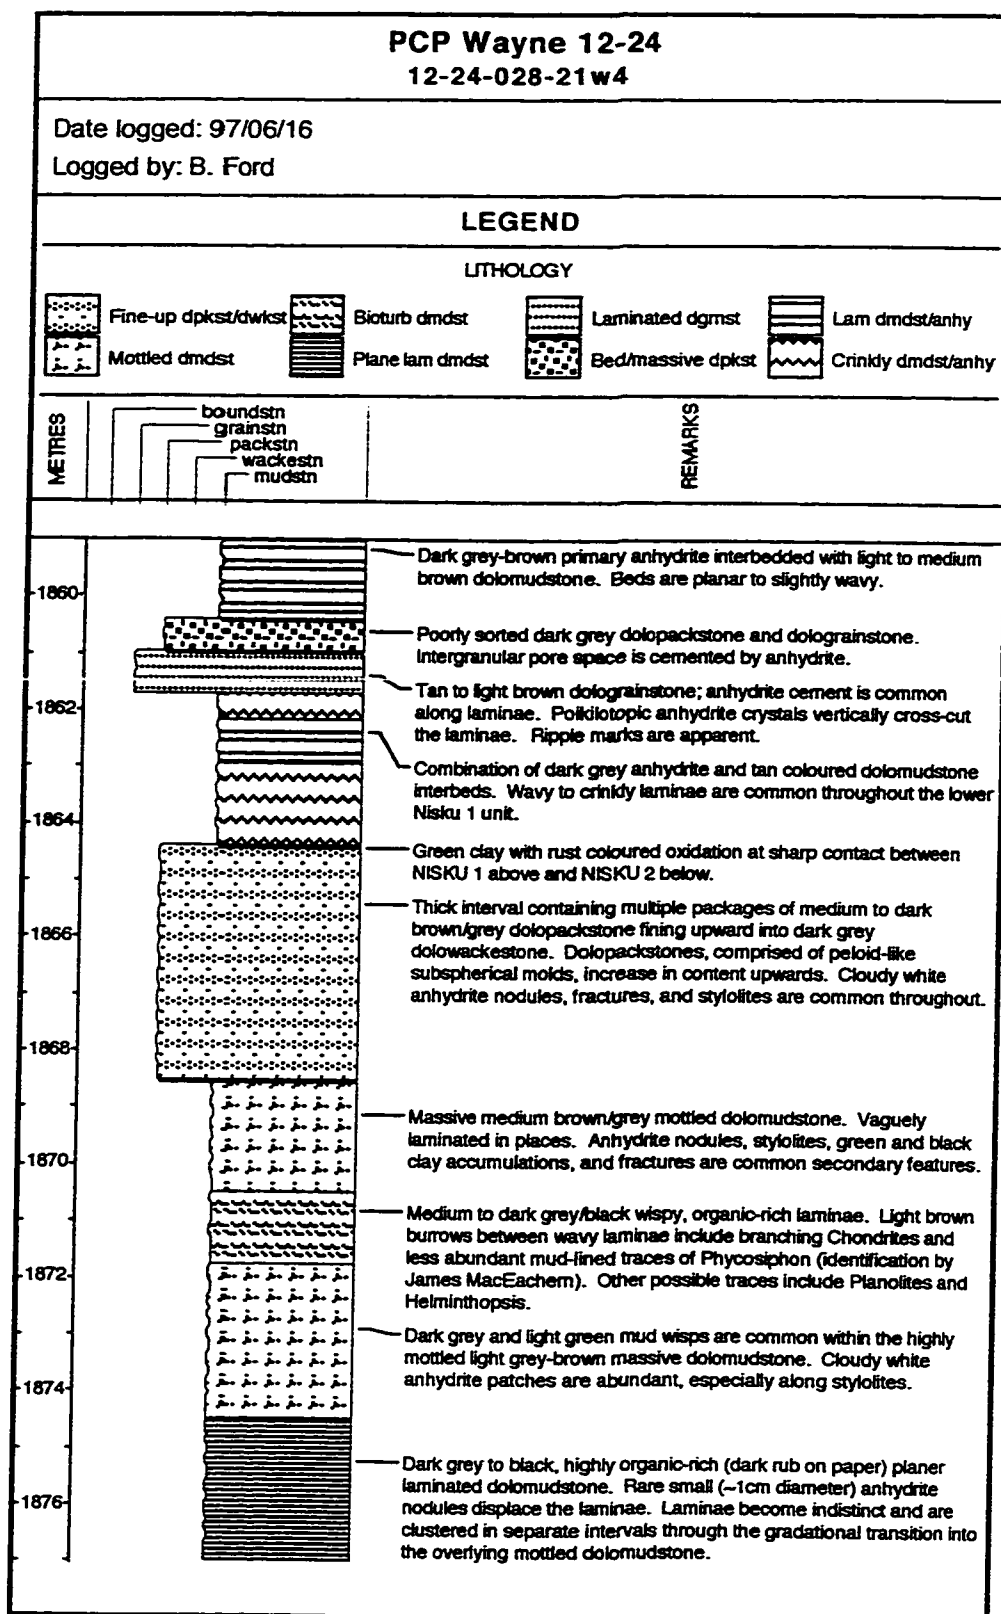 PCP Wayne 12-24
12-24-028-21w4
Date logged: 97/06/16
Logged by: B. Ford
LEGEND
LITHOLOGY
Fine-up dpkst/dwkst
Bioturb dmdst
Laminated dgrnst
Lam dmdst/anhy
Mottled dmdst
Plane lam dmdst
Bed/massive dpkst
Crinkly dmdst/anhy
METRES
boundstn
grainstn
packstn
wackestn
mudstn
REMARKS
Dark grey-brown primary anhydrite interbedded with light to medium
brown dolomudstone. Beds are planar to slightly wavy.
1860
Poorly sorted dark grey dolopackstone and dolograinstone.
Intergranular pore space is cemented by anhydrite.
Tan to light brown dolograinstone; anhydrite cement is common
along laminae. Poikilotopic anhydrite crystals vertically cross-cut
the laminae. Ripple marks are apparent.
1862
Combination of dark grey anhydrite and tan coloured dolomudstone
interbeds. Wavy to crinkly laminae are common throughout the lower
Nisku 1 unit.
1864
Green clay with rust coloured oxidation at sharp contact between
NISKU 1 above and NISKU 2 below.
Thick interval containing multiple packages of medium to dark
brown/grey dolopackstone fining upward into dark grey
dolowackestone. Dolopackstones, comprised of peloid-like
subspherical molds, increase in content upwards. Cloudy white
anhydrite nodules, fractures, and stylolites are common throughout.
1866
1868
Massive medium brown/grey mottled dolomudstone. Vaguely
laminated in places. Anhydrite nodules, stylolites, green and black
clay accumulations, and fractures are common secondary features.
1870
Medium to dark grey/black wispy, organic-rich laminae. Light brown
burrows between wavy laminae include branching Chondrites and
less abundant mud-lined traces of Phycosiphon (identification by
James MacEachern). Other possible traces include Planolites and
Helminthopsis.
1872
Dark grey and light green mud wisps are common within the highly
mottled light grey-brown massive dolomudstone. Cloudy white
anhydrite patches are abundant, especially along stylolites.
1874
Dark grey to black, highly organic-rich (dark rub on paper) planer
laminated dolomudstone. Rare small (~1cm diameter) anhydrite
nodules displace the laminae. Laminae become indistinct and are
clustered in separate intervals through the gradational transition into
the overlying mottled dolomudstone.
1876